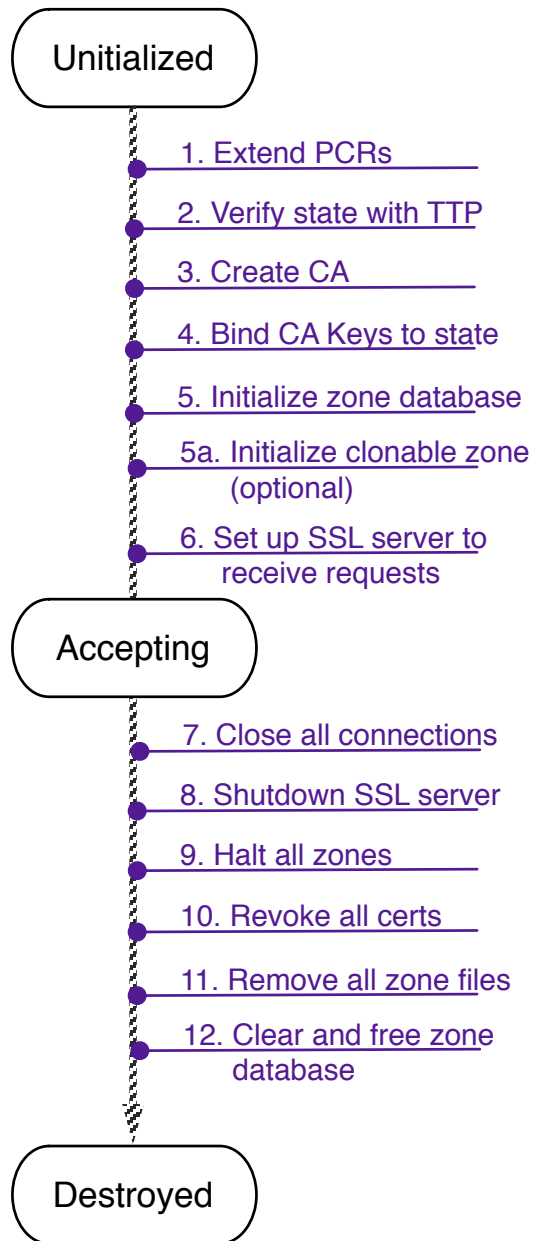 Unitialized
1. Extend PCRs
2. Verify state with TTP
3. Create CA
4. Bind CA Keys to state
5. Initialize zone database
5a. Initialize clonable zone
(optional)
6. Set up SSL server to
receive requests
Accepting
7. Close all connections
8. Shutdown SSL server
9. Halt all zones
10. Revoke all certs
11. Remove all zone files
12. Clear and free zone
database
Destroyed